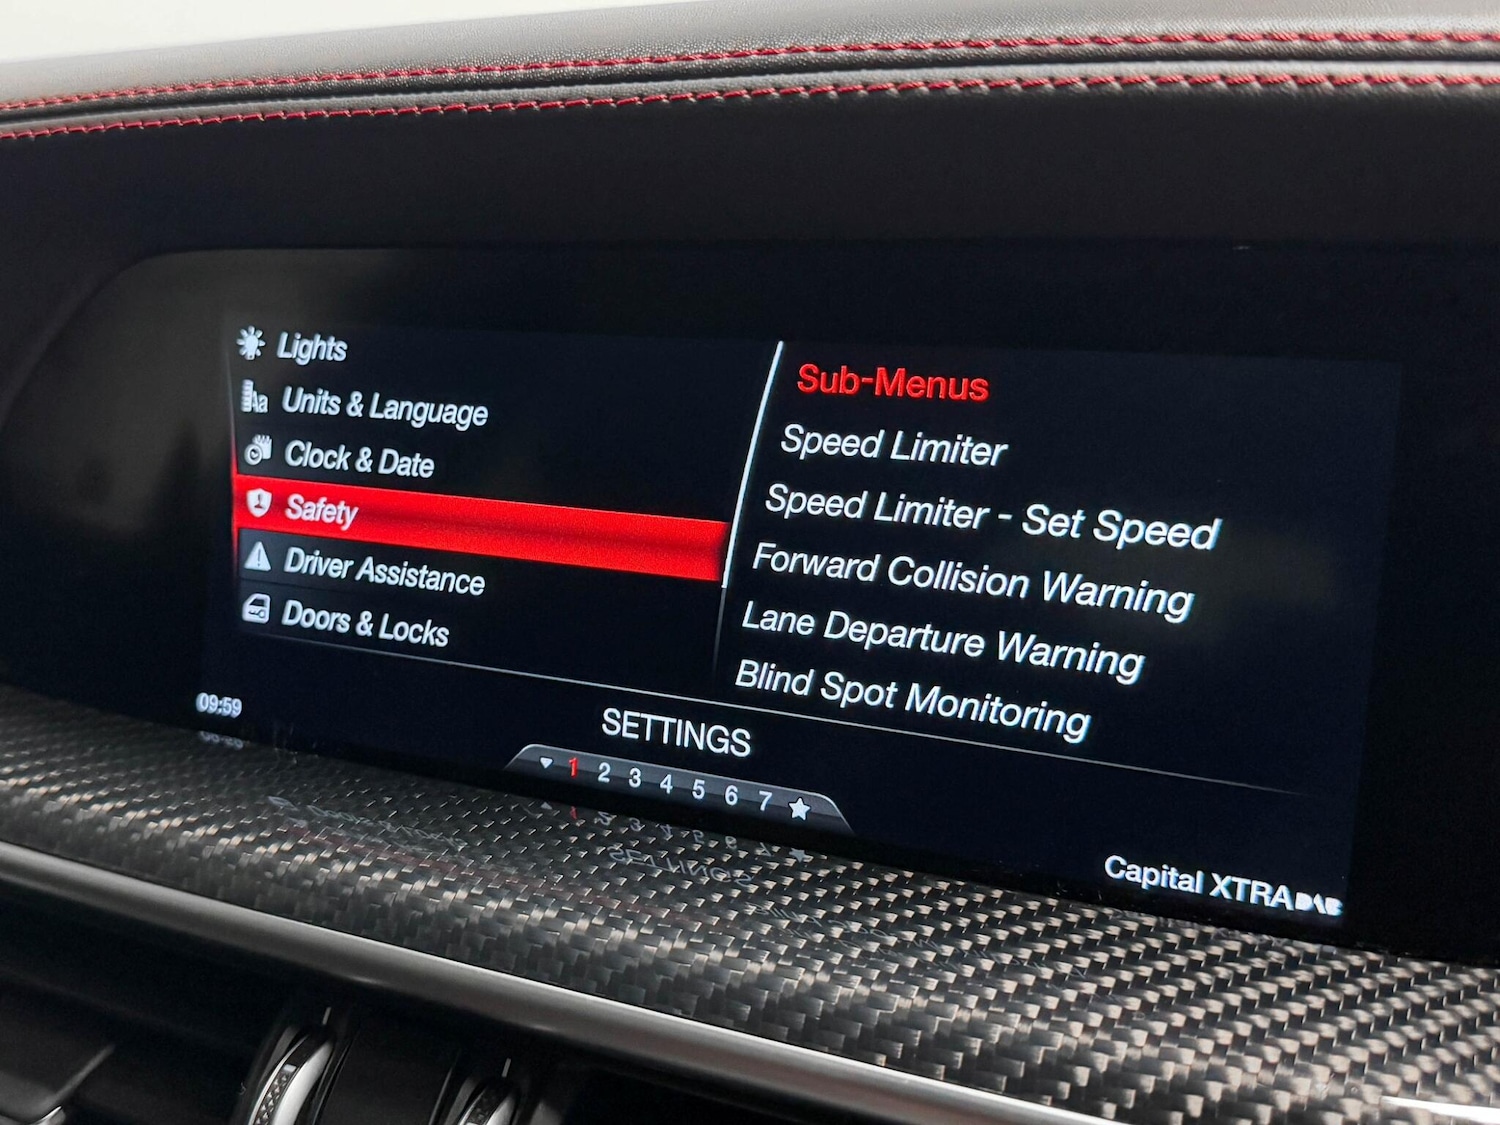 Lights
Units & Language
Clock & Date
Safety
Driver Assistance
Doors & Locks
Sub-Menus
Speed Limiter
Speed Limiter - Set Speed
Forward Collision Warning
Lane Departure Warning
Blind Spot Monitoring
09:59
SETTINGS
1 2 3 4 5 6 7
Capital XTRA DAB